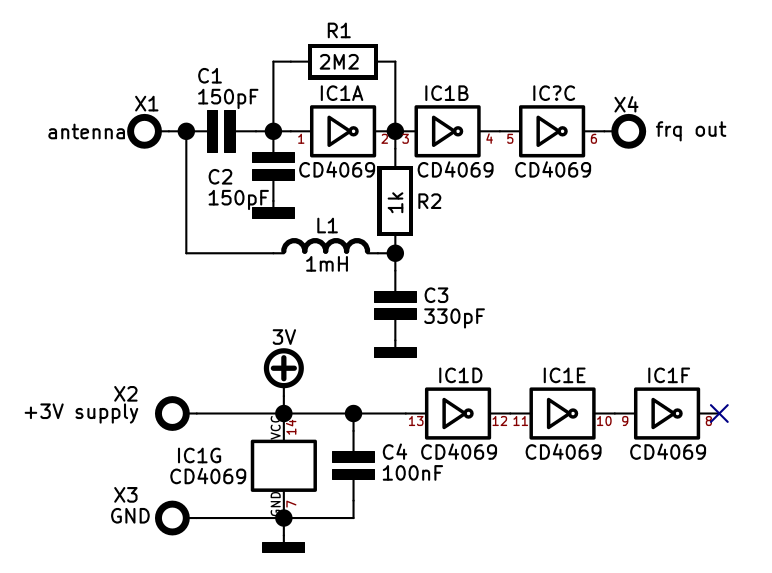 R1
2M2
C1
150pF
X1
antenna
IC1A
IC1B
IC?C
X4
frq out
1
2
3
4
5
6
CD4069
CD4069
CD4069
C2
150pF
1k
R2
L1
1mH
C3
330pF
3V
X2
+3V supply
IC1D
IC1E
IC1F
13
12
11
10
9
8
VCC
14
IC1G
CD4069
C4
100nF
CD4069
CD4069
CD4069
X3
GND
GND
7